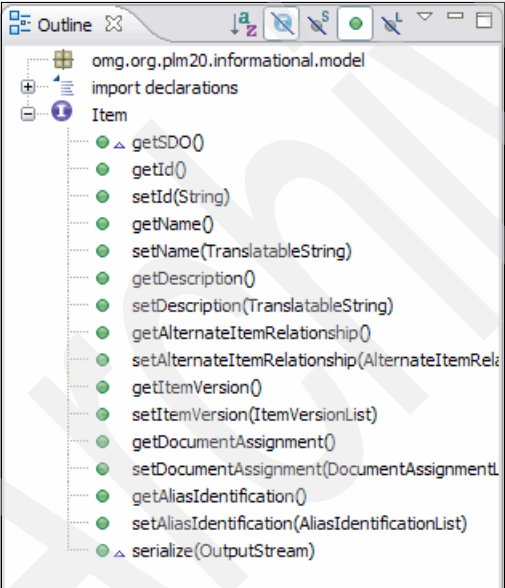 Outline
omg.org.plm20.informational.model
import declarations
Item
getSDO()
getId()
setId(String)
getName()
setName(TranslatableString)
getDescription()
setDescription(TranslatableString)
getAlternateItemRelationship()
setAlternateItemRelationship(AlternateItemRela
getItemVersion()
setItemVersion(ItemVersionList)
getDocumentAssignment()
setDocumentAssignment(DocumentAssignmentL
getAliasIdentification()
setAliasIdentification(AliasIdentificationList)
serialize(OutputStream)